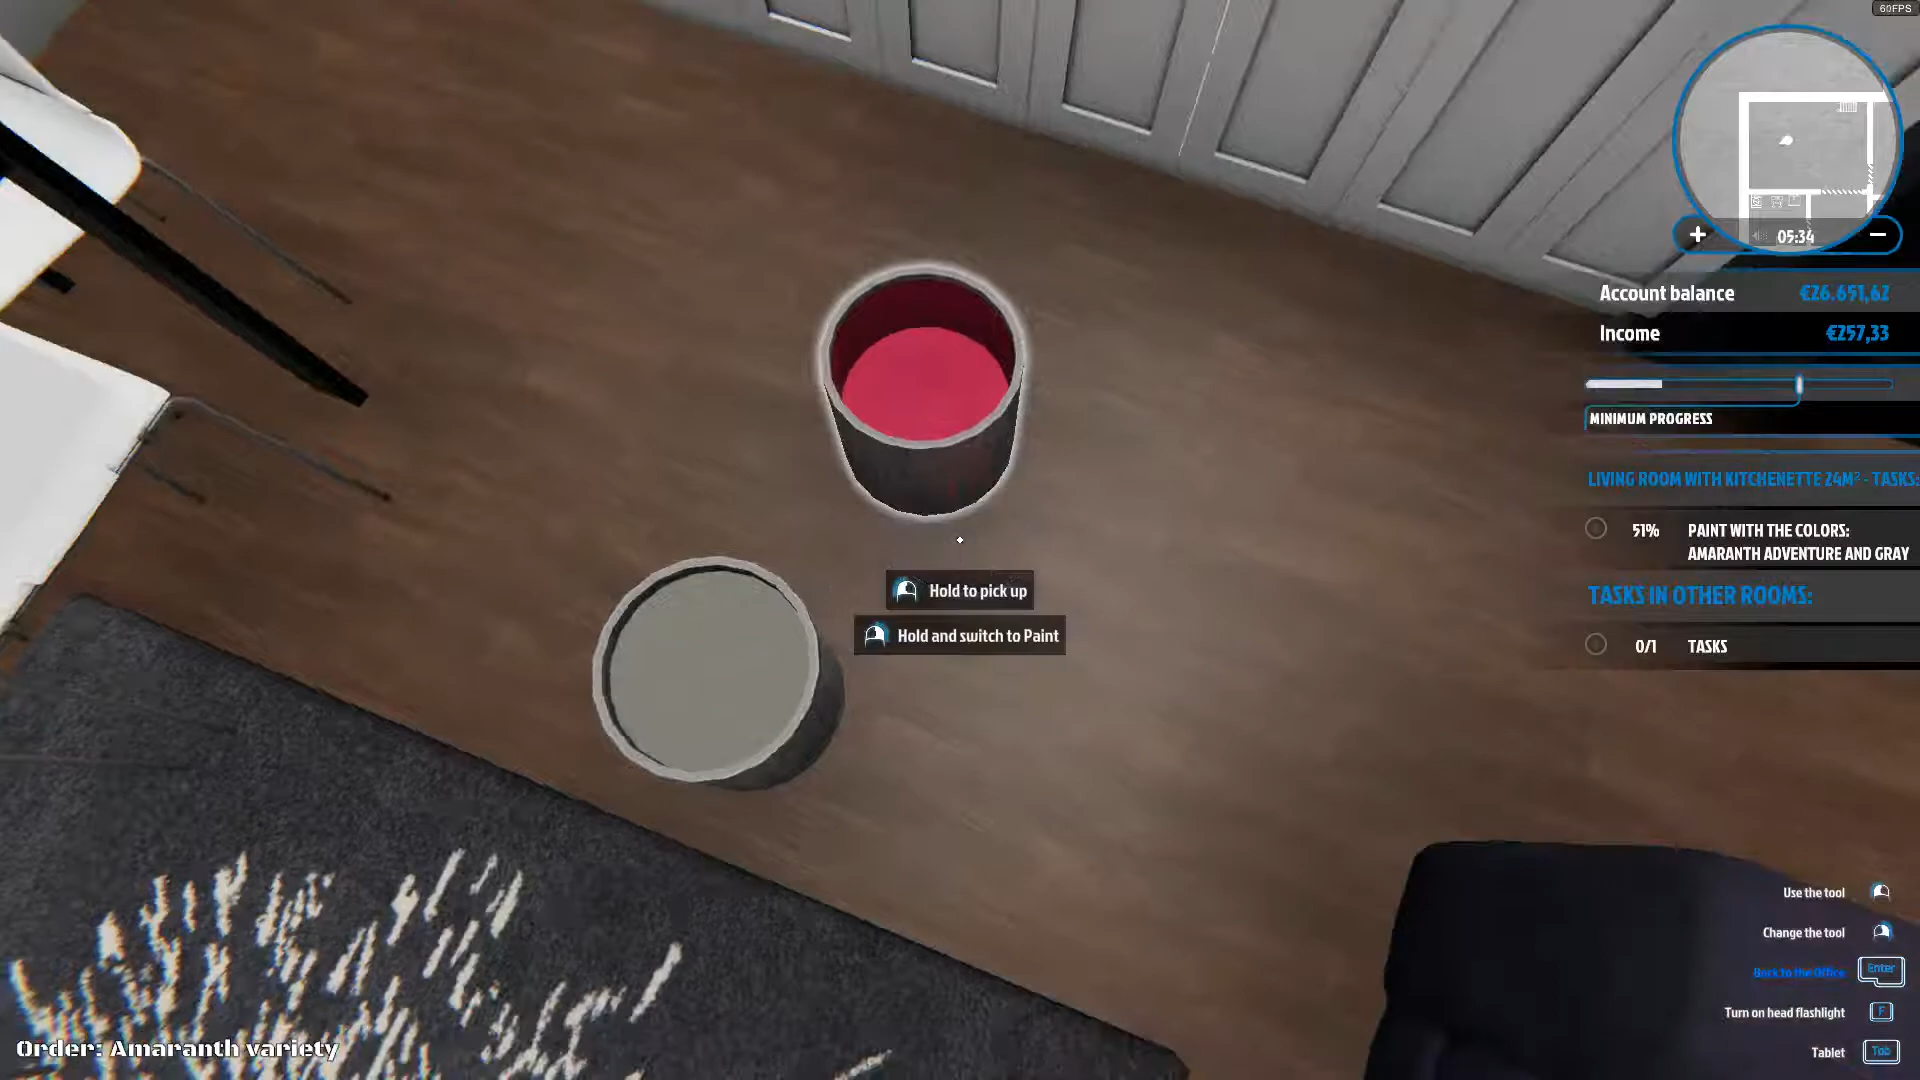 60FPS
05:34
Account balance €26.651,62
Income €257,33
MINIMUM PROGRESS
LIVING ROOM WITH KITCHENETTE 24M² - TASKS:
51% PAINT WITH THE COLORS:
AMARANTH ADVENTURE AND GRAY
TASKS IN OTHER ROOMS:
0/1 TASKS
Hold to pick up
Hold and switch to Paint
Use the tool
Change the tool
Back to the Office Enter
Turn on head flashlight F
Tablet Tab
Order: Amaranth variety